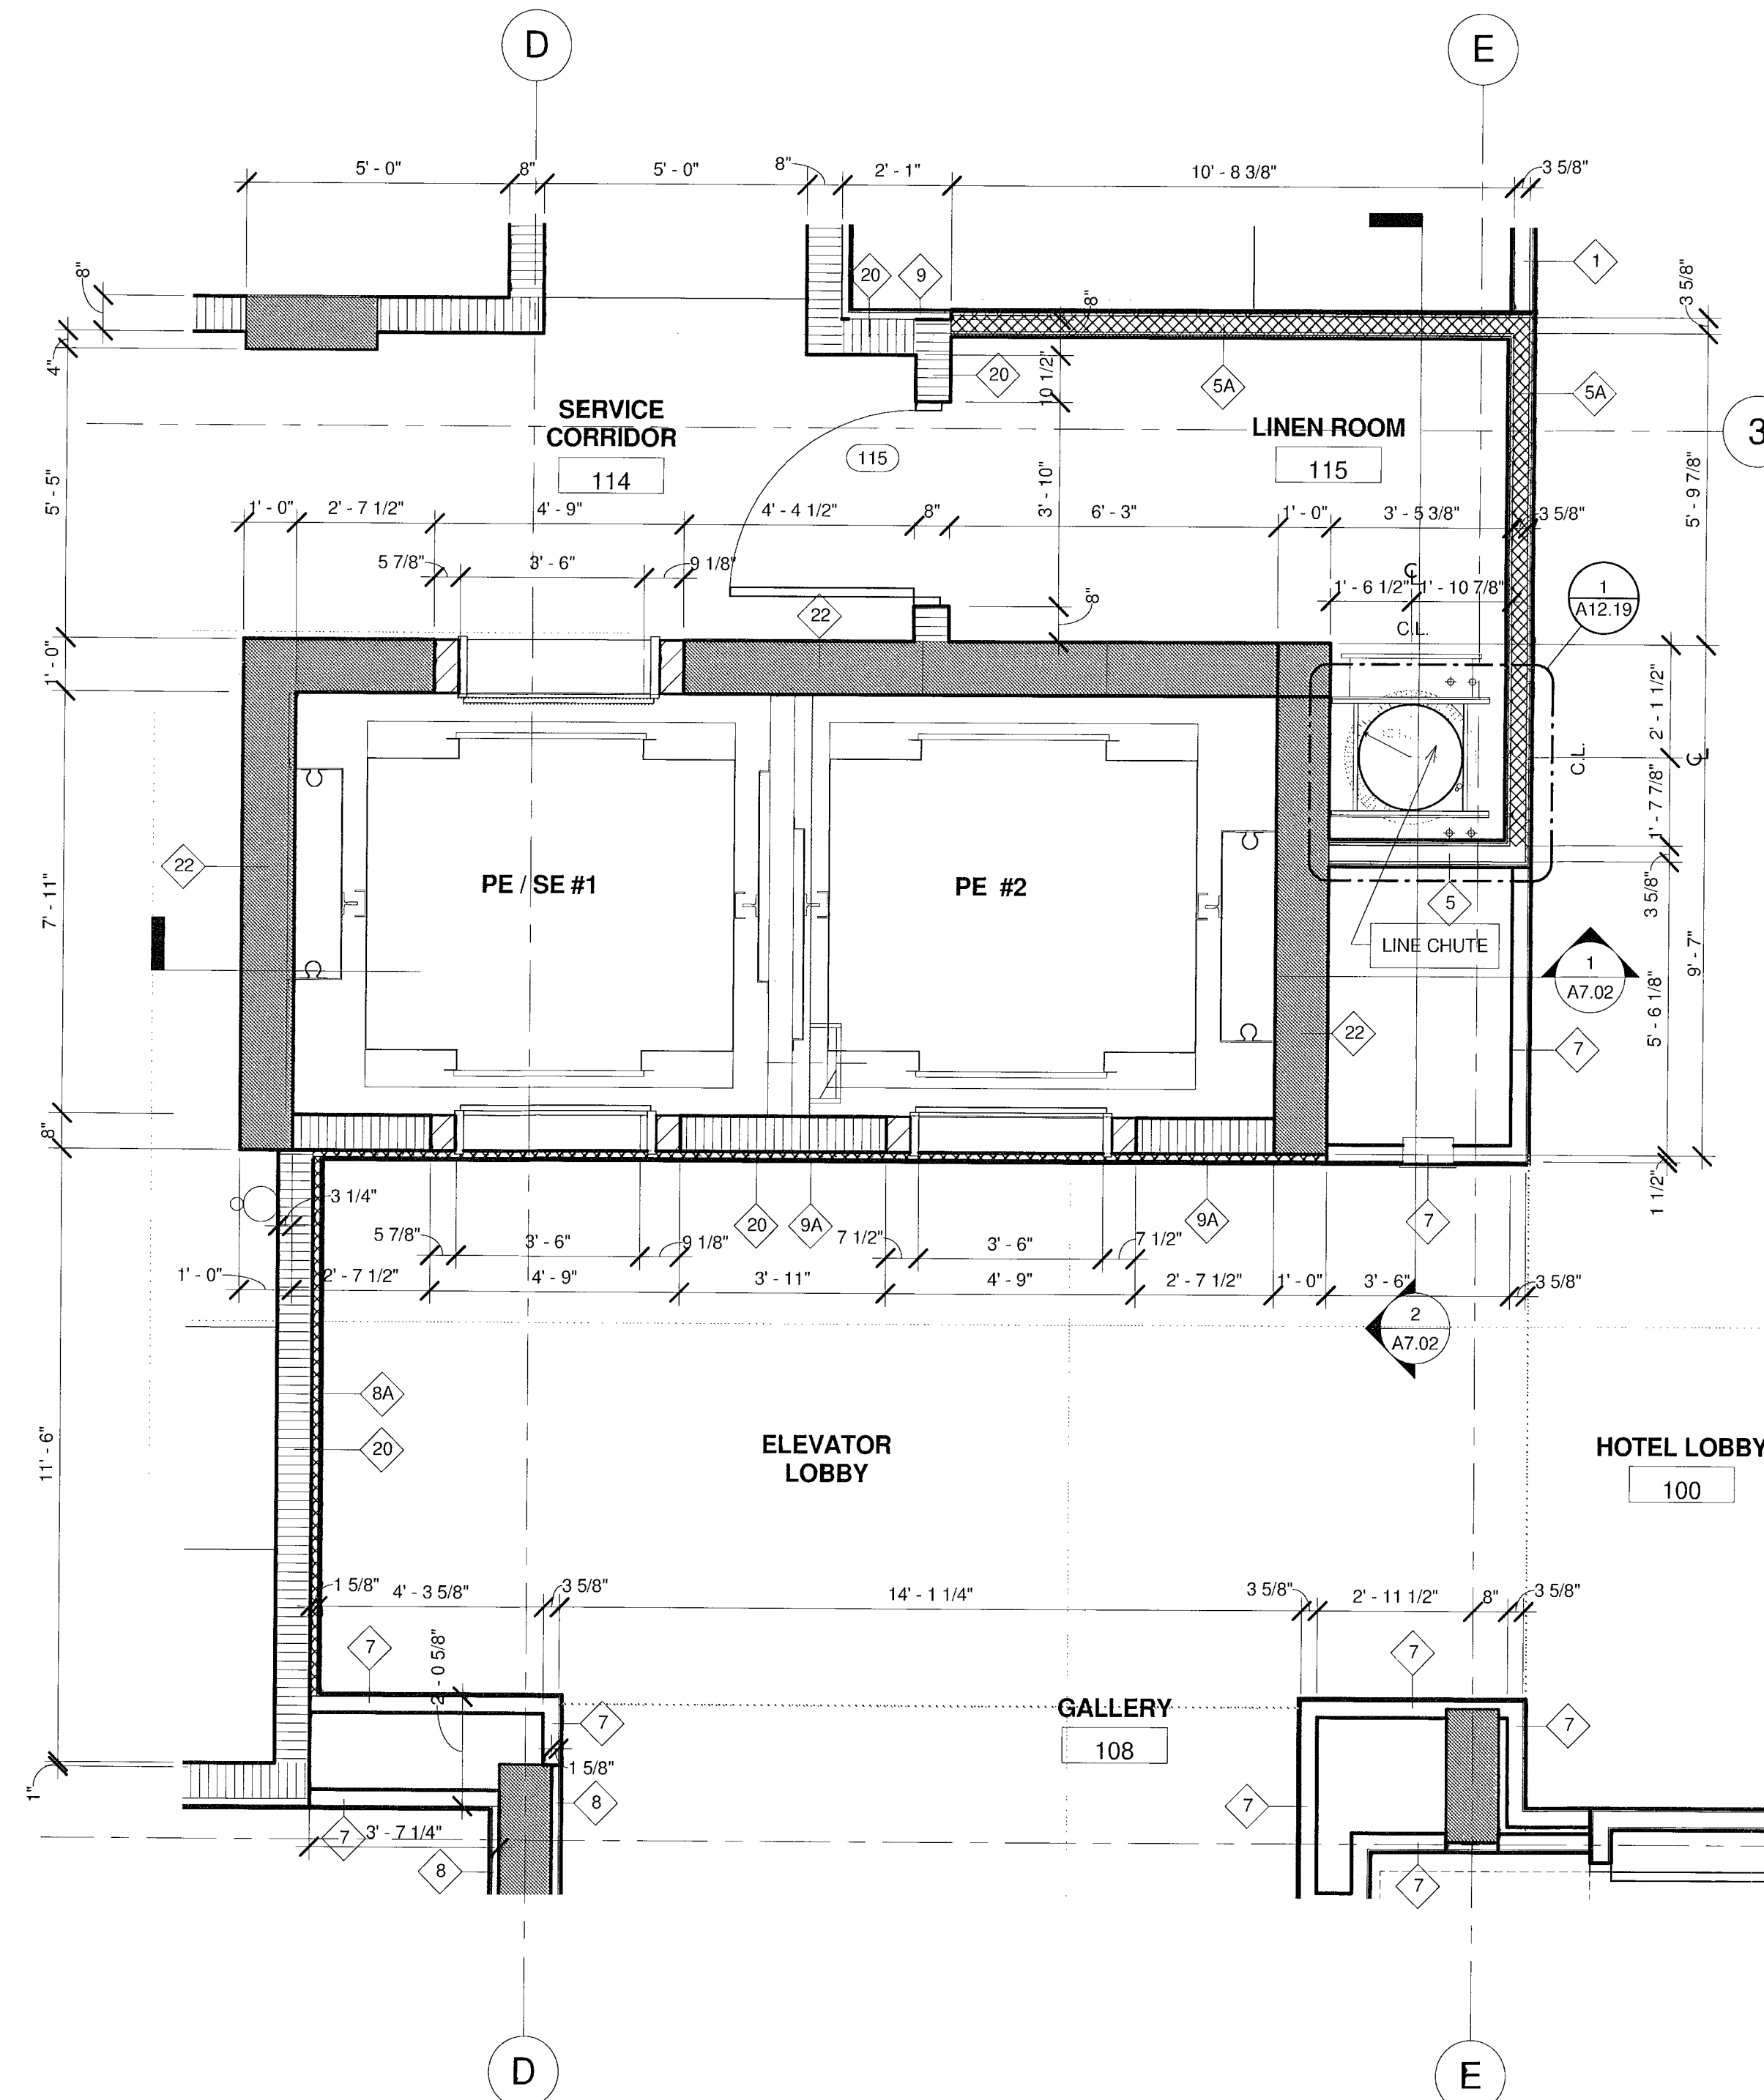 D
E
5' - 0"
8"
5' - 0"
8"
2' - 1"
10' - 8 3/8"
3 5/8"
8"
20
9
8"
1
3 5/8"
4"
10 1/2"
20
5A
5A
SERVICE
CORRIDOR
114
115
LINEN ROOM
115
3
5' - 5"
3' - 10"
5' - 9 7/8"
1' - 0"
2' - 7 1/2"
4' - 9"
4' - 4 1/2"
8"
6' - 3"
1' - 0"
3' - 5 3/8"
3 5/8"
5 7/8"
3' - 6"
9 1/8"
22
8"
1' - 6 1/2"
1' - 10 7/8"
C.L.
1
A12.19
1' - 0"
2' - 1 1/2"
C.L.
1' - 7 7/8"
22
7' - 11"
PE / SE #1
PE #2
5
3 5/8"
LINE CHUTE
1
A7.02
9' - 7"
22
7
5' - 6 1/8"
8"
1 1/2"
3 1/4"
5 7/8"
3' - 6"
9 1/8"
20
9A
7 1/2"
3' - 6"
7 1/2"
9A
7
1' - 0"
2' - 7 1/2"
4' - 9"
3' - 11"
4' - 9"
2' - 7 1/2"
1' - 0"
3' - 6"
3 5/8"
2
A7.02
8A
20
11' - 6"
ELEVATOR
LOBBY
HOTEL LOBBY
100
1 5/8"
4' - 3 5/8"
3 5/8"
14' - 1 1/4"
3 5/8"
2' - 11 1/2"
8"
3 5/8"
7
2' - 0 5/8"
7
7
GALLERY
108
7
1 5/8"
1"
8
7
7
3' - 7 1/4"
8
7
D
E